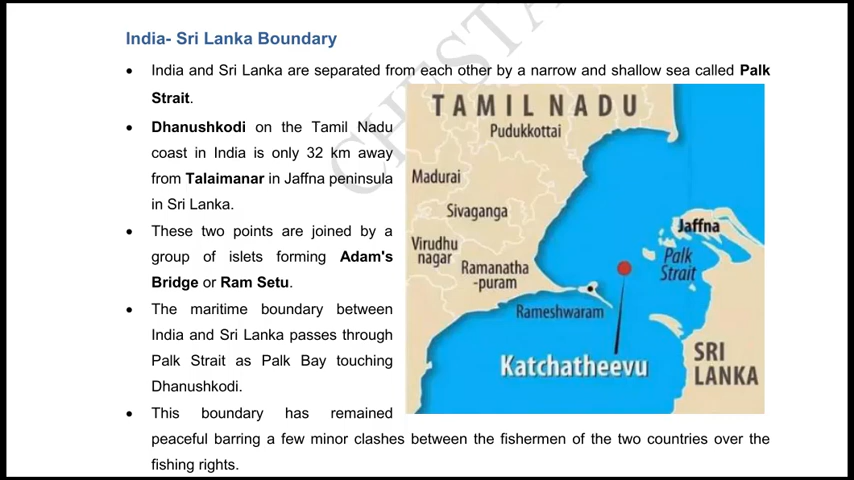 India- Sri Lanka Boundary
• India and Sri Lanka are separated from each other by a narrow and shallow sea called Palk
Strait.
• Dhanushkodi on the Tamil Nadu
coast in India is only 32 km away
from Talaimanar in Jaffna peninsula
in Sri Lanka.
• These two points are joined by a
group of islets forming Adam's
Bridge or Ram Setu.
• The maritime boundary between
India and Sri Lanka passes through
Palk Strait as Palk Bay touching
Dhanushkodi.
• This boundary has remained
peaceful barring a few minor clashes between the fishermen of the two countries over the
fishing rights.
TAMIL NADU
Pudukkottai
Madurai
Sivaganga
Virudhu
nagar
Ramanatha
-puram
Rameshwaram
Jaffna
Palk
Strait
Katchatheevu
SRI
LANKA